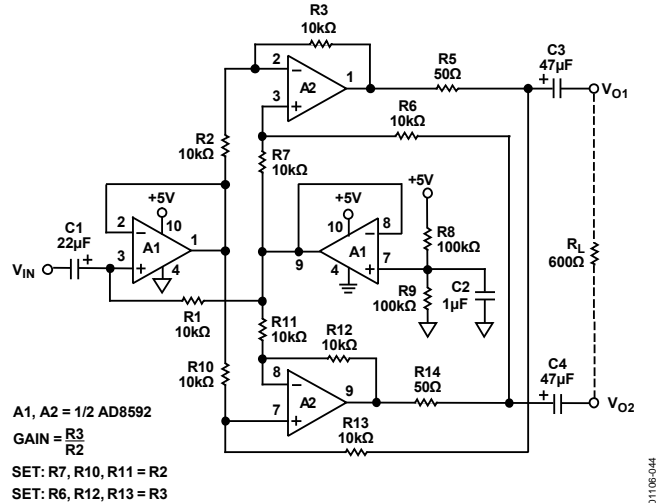 R3
10kΩ
2
3
A2
1
R5
50Ω
C3
47µF
+
VO1
R6
10kΩ
R2
10kΩ
R7
10kΩ
+5V
+5V
+5V
C1
22µF
+
VIN
2
3
A1
10
1
4
10
8
A1
9
4
7
R8
100kΩ
R9
100kΩ
C2
1µF
RL
600Ω
R1
10kΩ
R11
10kΩ
R12
10kΩ
R10
10kΩ
8
7
A2
9
R14
50Ω
C4
47µF
+
VO2
R13
10kΩ
A1, A2 = 1/2 AD8592
GAIN = R3
R2
SET: R7, R10, R11 = R2
SET: R6, R12, R13 = R3
01106-044